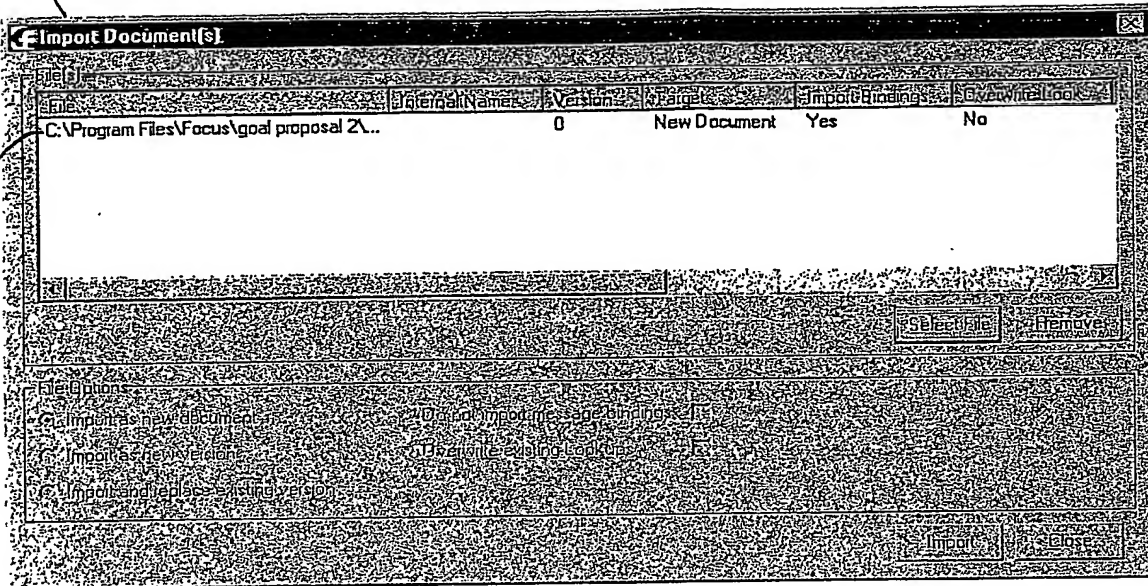 Import Document(s)
File(s)
File Internal Name Version Target Import Bindings Overwrite Look...
C:\Program Files\Focus\goal proposal 2\... 0 New Document Yes No
Select File Remove
File Options
Import as new document Do not import message bindings
Import as new version Overwrite existing Lookups
Import and replace existing version
Import Close